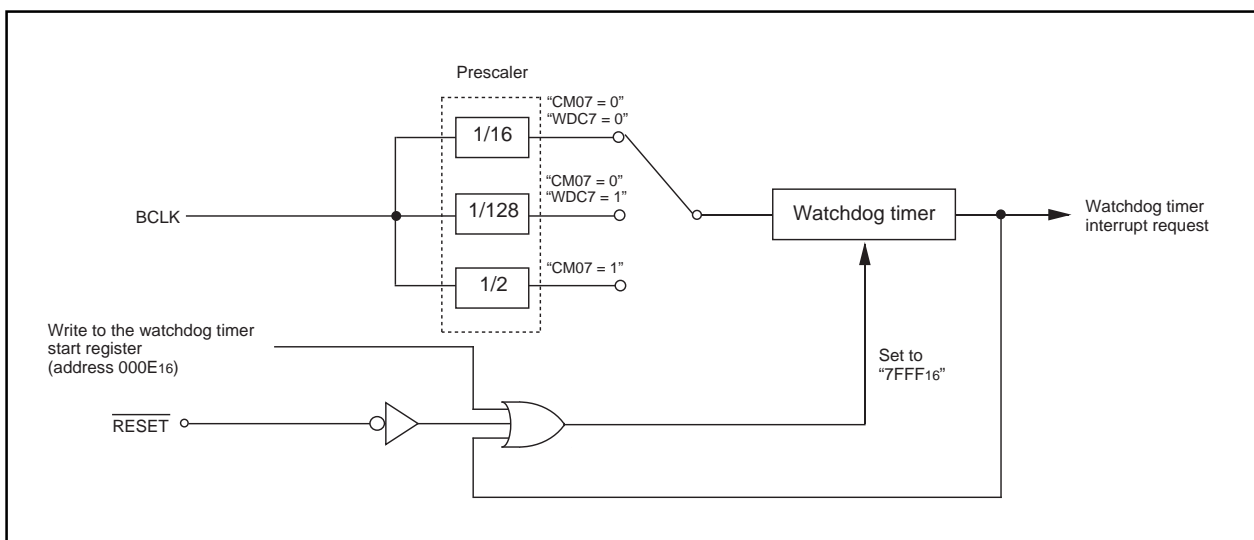 Prescaler
“CM07 = 0”
“WDC7 = 0”
1/16
“CM07 = 0”
“WDC7 = 1”
1/128
BCLK
Watchdog timer
Watchdog timer
interrupt request
“CM07 = 1”
1/2
Write to the watchdog timer
start register
(address 000E16)
Set to
“7FFF16”
RESET